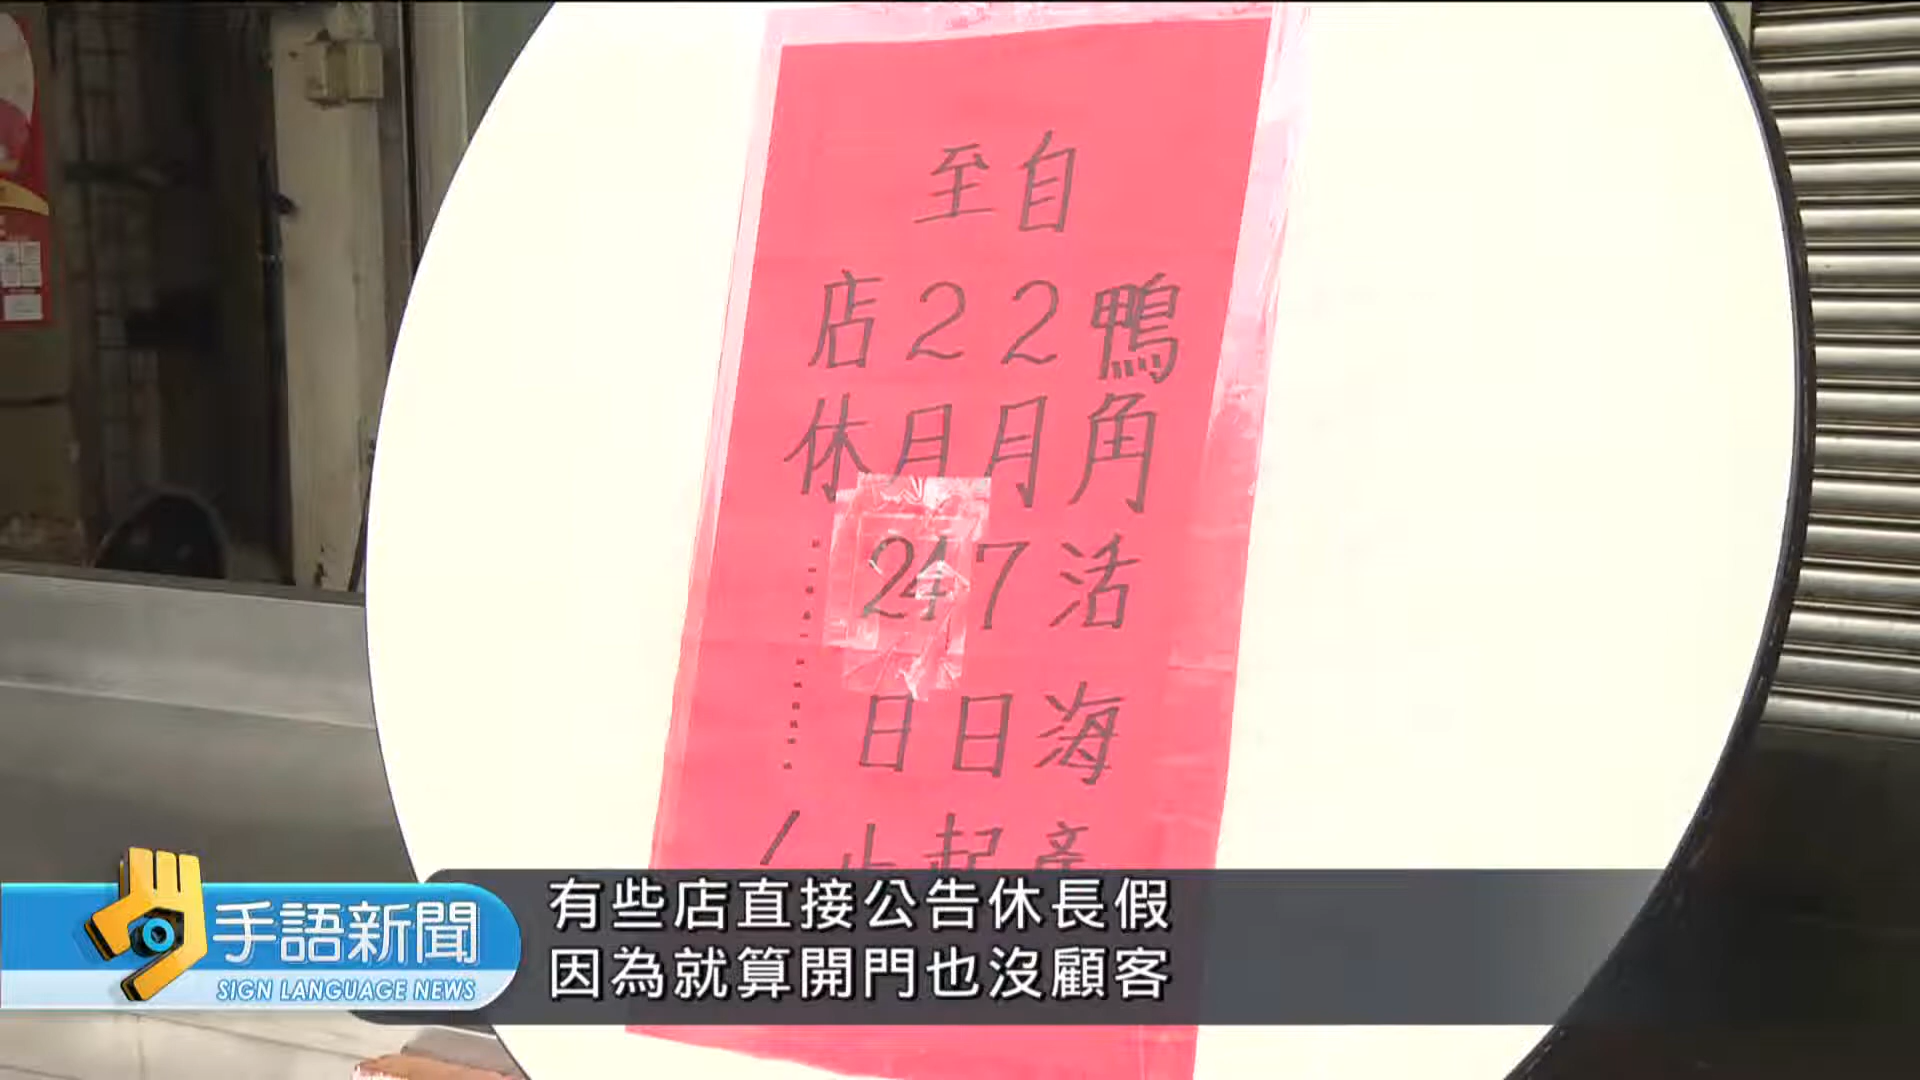 鴨角活海產
自2月7日起
至2月24日止
店休
手語新聞
SIGN LANGUAGE NEWS
有些店直接公告休長假
因為就算開門也沒顧客